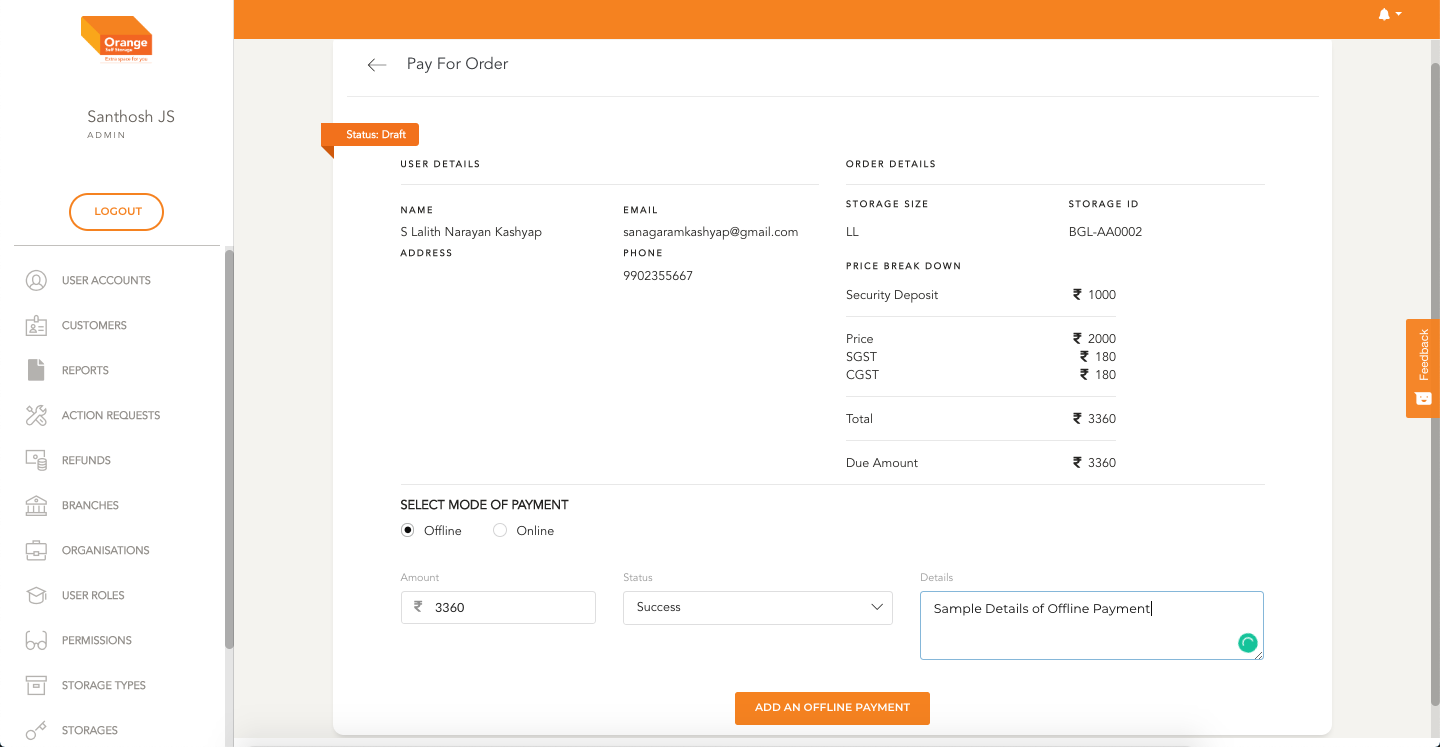 Orange
Self Storage
Extra space for you
Santhosh JS
ADMIN
LOGOUT
USER ACCOUNTS
CUSTOMERS
REPORTS
ACTION REQUESTS
REFUNDS
BRANCHES
ORGANISATIONS
USER ROLES
PERMISSIONS
STORAGE TYPES
STORAGES
Pay For Order
Status: Draft
USER DETAILS
NAME
S Lalith Narayan Kashyap
EMAIL
sanagaramkashyap@gmail.com
ADDRESS
PHONE
9902355667
ORDER DETAILS
STORAGE SIZE
LL
STORAGE ID
BGL-AA0002
PRICE BREAK DOWN
Security Deposit ₹ 1000
Price ₹ 2000
SGST ₹ 180
CGST ₹ 180
Total ₹ 3360
Due Amount ₹ 3360
SELECT MODE OF PAYMENT
Offline Online
Amount
₹ 3360
Status
Success
Details
Sample Details of Offline Payment
ADD AN OFFLINE PAYMENT
Feedback